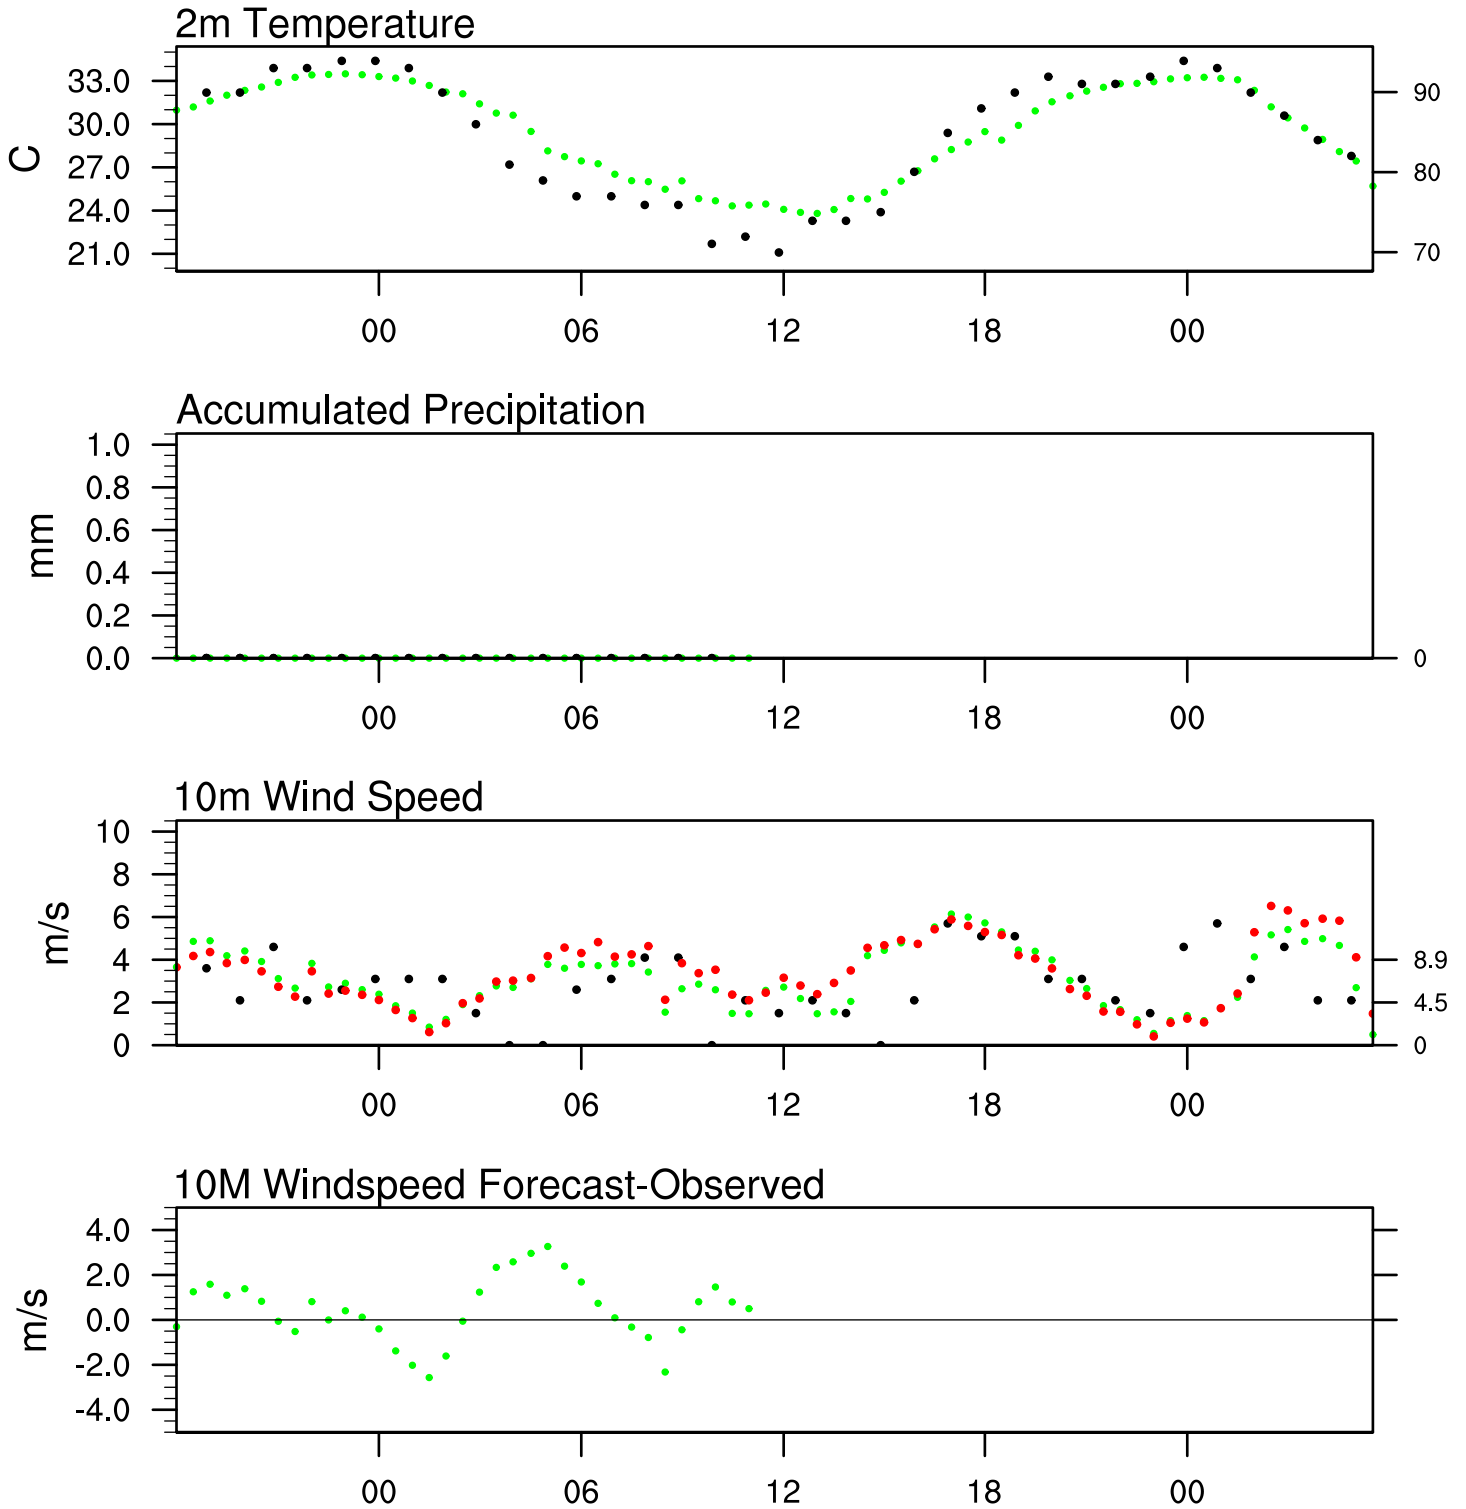 2m Temperature
33.0
30.0
27.0
24.0
21.0
C
90
80
70
00 06 12 18 00
Accumulated Precipitation
1.0
0.8
0.6
0.4
0.2
0.0
mm
0
00 06 12 18 00
10m Wind Speed
10
8
6
4
2
0
m/s
8.9
4.5
0
00 06 12 18 00
10M Windspeed Forecast-Observed
4.0
2.0
0.0
-2.0
-4.0
m/s
00 06 12 18 00